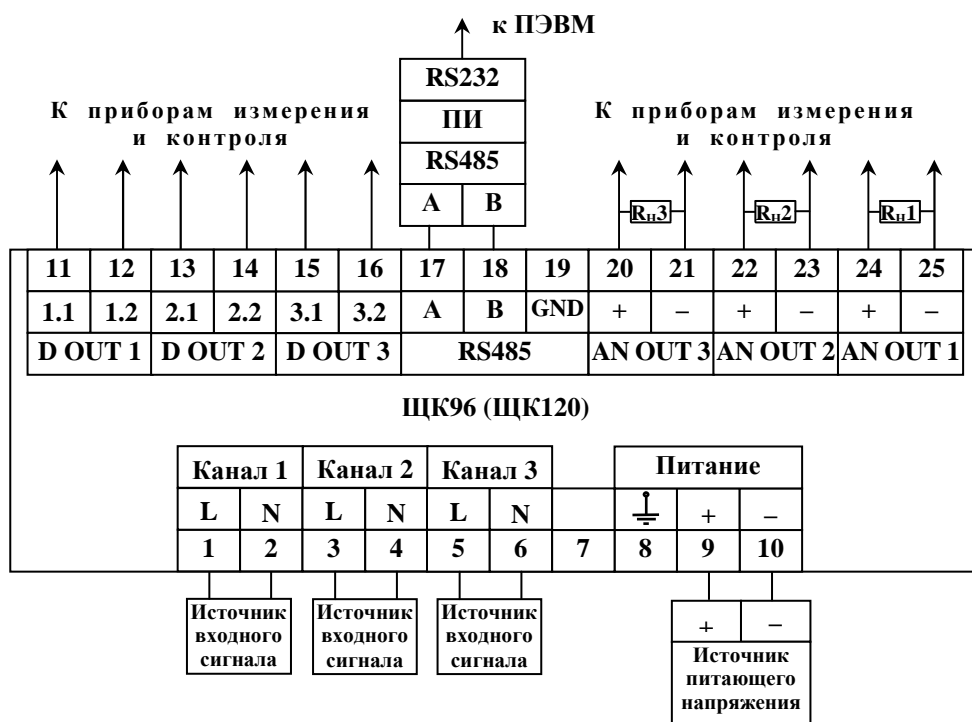 к ПЭВМ
RS232
ПИ
RS485
A B
К приборам измерения
и контроля
К приборам измерения
и контроля
RН3 RН2 RН1
11 12 13 14 15 16 17 18 19 20 21 22 23 24 25
1.1 1.2 2.1 2.2 3.1 3.2 A B GND + – + – + –
D OUT 1 D OUT 2 D OUT 3 RS485 AN OUT 3 AN OUT 2 AN OUT 1
ЩК96 (ЩК120)
Канал 1 Канал 2 Канал 3 Питание
L N L N L N + –
1 2 3 4 5 6 7 8 9 10
Источник
входного
сигнала
Источник
входного
сигнала
Источник
входного
сигнала
+ –
Источник
питающего
напряжения